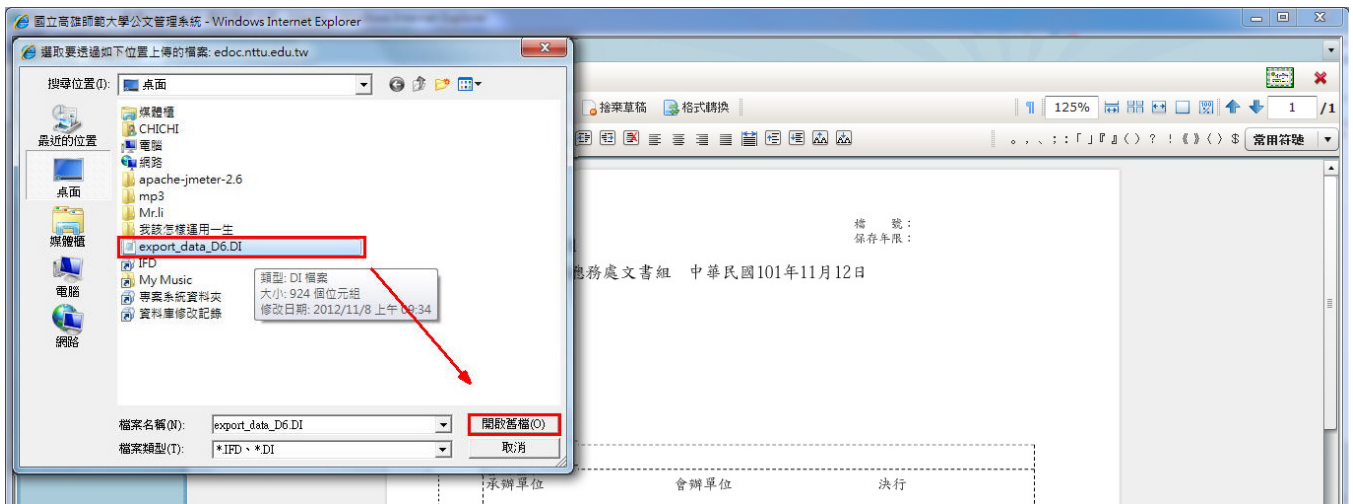 國立高雄師範大學公文管理系統 - Windows Internet Explorer
選取要透過如下位置上傳的檔案: edoc.nttu.edu.tw
搜尋位置(I):
桌面
最近的位置
桌面
媒體櫃
電腦
網路
媒體櫃
CHICHI
電腦
網路
apache-jmeter-2.6
mp3
Mr.li
我該怎樣運用一生
export_data_D6.DI
IFD
My Music
專案系統資料夾
資料庫修改記錄
類型: DI 檔案
大小: 924 個位元組
修改日期: 2012/11/8 上午 09:34
檔案名稱(N):
export_data_D6.DI
開啟舊檔(O)
檔案類型(T):
*.IFD、*.DI
取消
捨棄草稿
格式轉換
125%
1
/1
。,、;:「」『』()?!《》〈〉$
常用符號
檔 號:
保存年限:
總務處文書組 中華民國101年11月12日
承辦單位 會辦單位 決行